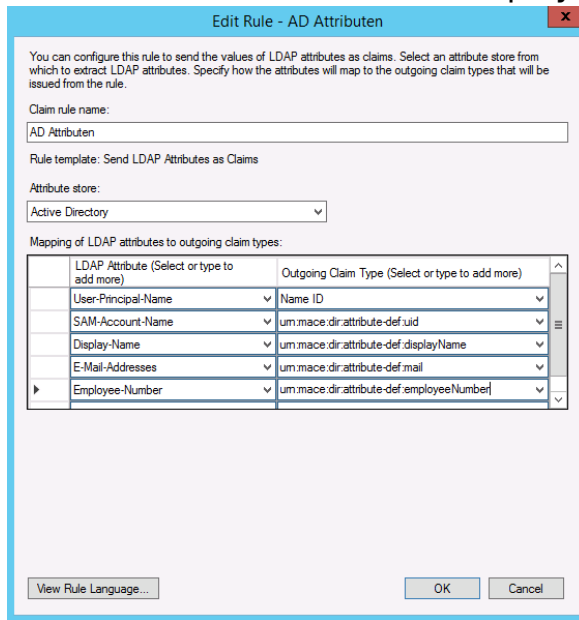 Edit Rule - AD Attributen
x
You can configure this rule to send the values of LDAP attributes as claims. Select an attribute store from
which to extract LDAP attributes. Specify how the attributes will map to the outgoing claim types that will be
issued from the rule.
Claim rule name:
AD Attributen
Rule template: Send LDAP Attributes as Claims
Attribute store:
Active Directory
Mapping of LDAP attributes to outgoing claim types:
LDAP Attribute (Select or type to
add more)
Outgoing Claim Type (Select or type to add more)
User-Principal-Name Name ID
SAM-Account-Name urn:mace:dir:attribute-def:uid
Display-Name urn:mace:dir:attribute-def:displayName
E-Mail-Addresses urn:mace:dir:attribute-def:mail
Employee-Number urn:mace:dir:attribute-def:employeeNumber
View Rule Language... OK Cancel